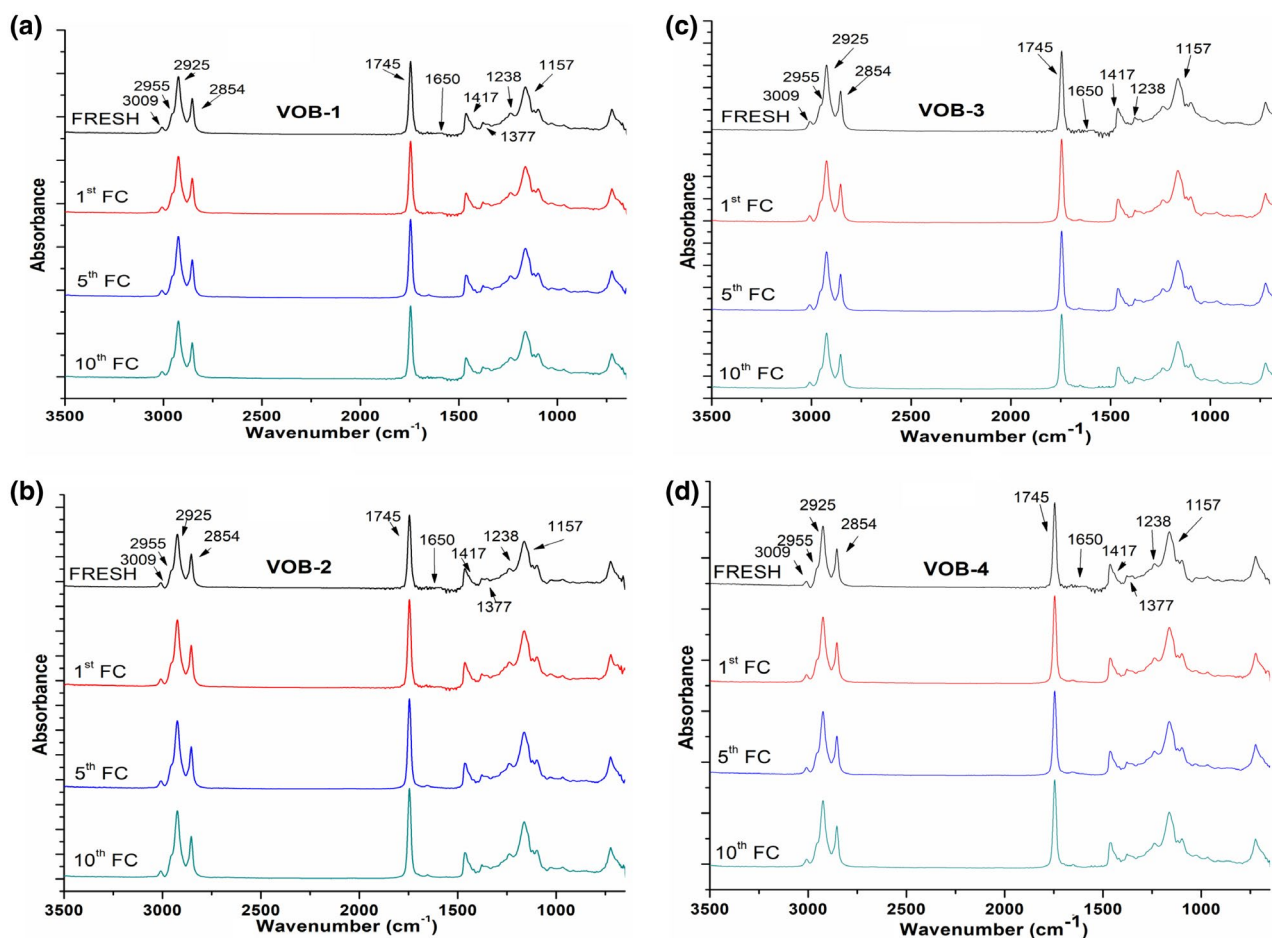 (a)
2925
2955
3009
2854
FRESH
VOB-1
1745
1650
1417
1238
1377
1157
1st FC
5th FC
10th FC
Absorbance
3500 3000 2500 2000 1500 1000
Wavenumber (cm-1)
(c)
2925
2955
3009
2854
FRESH
VOB-3
1745
1650
1417
1238
1157
1st FC
5th FC
10th FC
Absorbance
3500 3000 2500 2000 1500 1000
Wavenumber (cm-1)
(b)
2925
2955
3009
2854
FRESH
VOB-2
1745
1650
1417
1238
1377
1157
1st FC
5th FC
10th FC
Absorbance
3500 3000 2500 2000 1500 1000
Wavenumber (cm-1)
(d)
2925
2955
3009
2854
FRESH
VOB-4
1745
1650
1417
1238
1377
1157
1st FC
5th FC
10th FC
Absorbance
3500 3000 2500 2000 1500 1000
Wavenumber (cm-1)